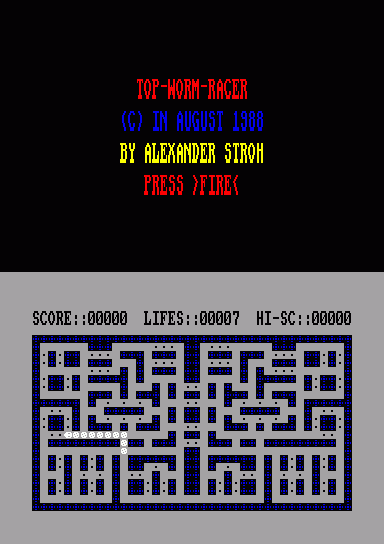 TOP-WORM-RACER
(C) IN AUGUST 1988
BY ALEXANDER STROH
PRESS >FIRE<
SCORE::00000 LIFES::00007 HI-SC::00000